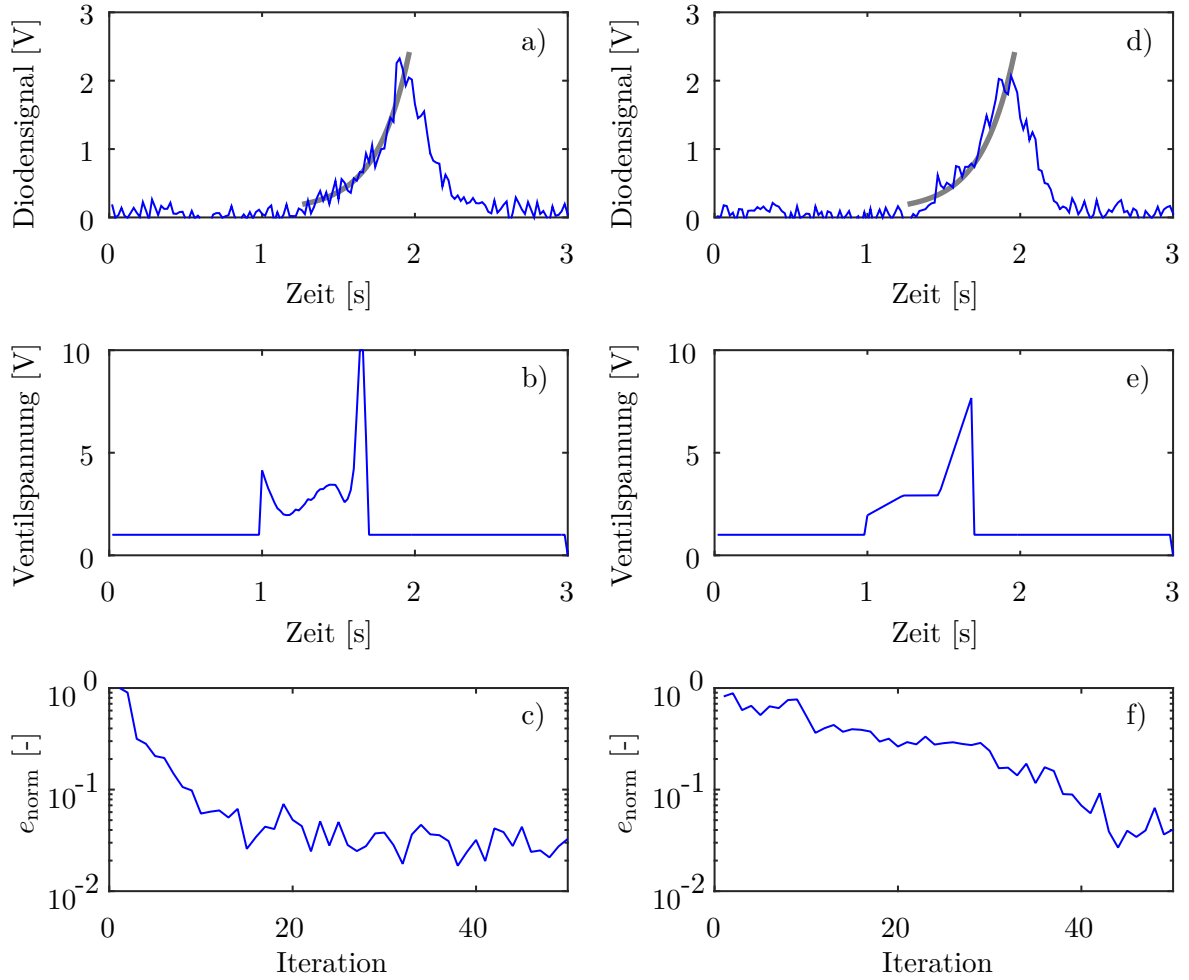 Diodensignal [V]
3
2
1
0
a)
0 1 2 3
Zeit [s]
Diodensignal [V]
3
2
1
0
d)
0 1 2 3
Zeit [s]
Ventilspannung [V]
10
5
0
b)
0 1 2 3
Zeit [s]
Ventilspannung [V]
10
5
0
e)
0 1 2 3
Zeit [s]
e_norm [-]
10^0
10^-1
10^-2
c)
0 20 40
Iteration
e_norm [-]
10^0
10^-1
10^-2
f)
0 20 40
Iteration